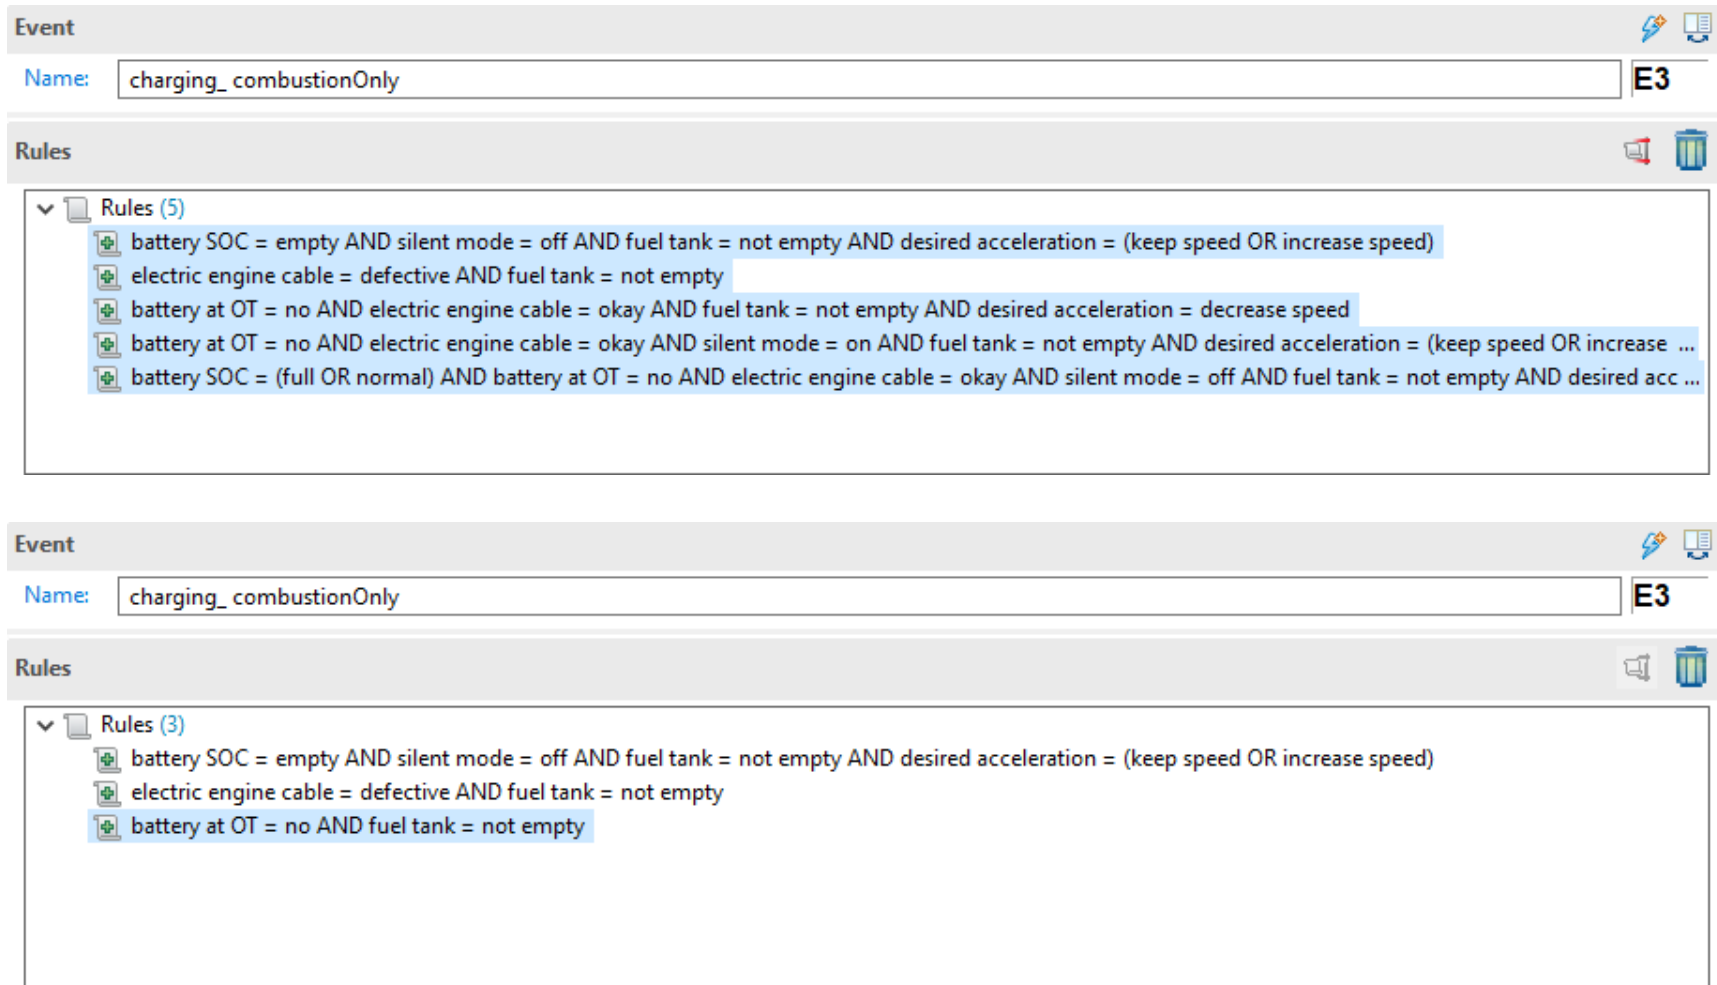 Event
Name: charging_ combustionOnly E3
Rules
Rules (5)
battery SOC = empty AND silent mode = off AND fuel tank = not empty AND desired acceleration = (keep speed OR increase speed)
electric engine cable = defective AND fuel tank = not empty
battery at OT = no AND electric engine cable = okay AND fuel tank = not empty AND desired acceleration = decrease speed
battery at OT = no AND electric engine cable = okay AND silent mode = on AND fuel tank = not empty AND desired acceleration = (keep speed OR increase ...
battery SOC = (full OR normal) AND battery at OT = no AND electric engine cable = okay AND silent mode = off AND fuel tank = not empty AND desired acc ...
Event
Name: charging_ combustionOnly E3
Rules
Rules (3)
battery SOC = empty AND silent mode = off AND fuel tank = not empty AND desired acceleration = (keep speed OR increase speed)
electric engine cable = defective AND fuel tank = not empty
battery at OT = no AND fuel tank = not empty